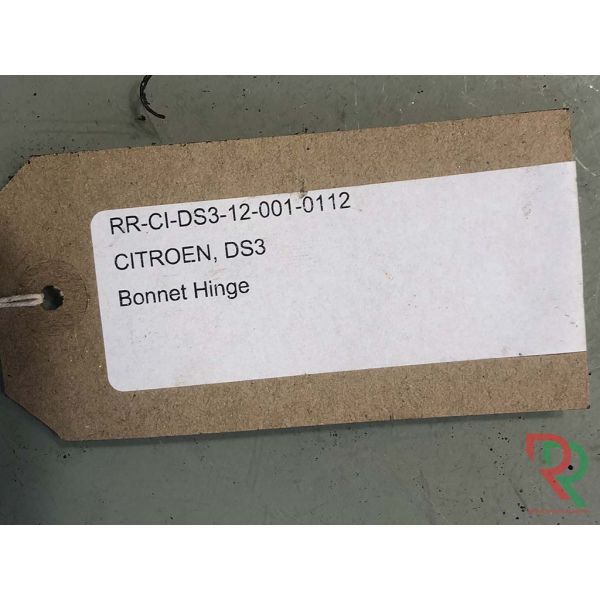 RR-CI-DS3-12-001-0112
CITROEN, DS3
Bonnet Hinge